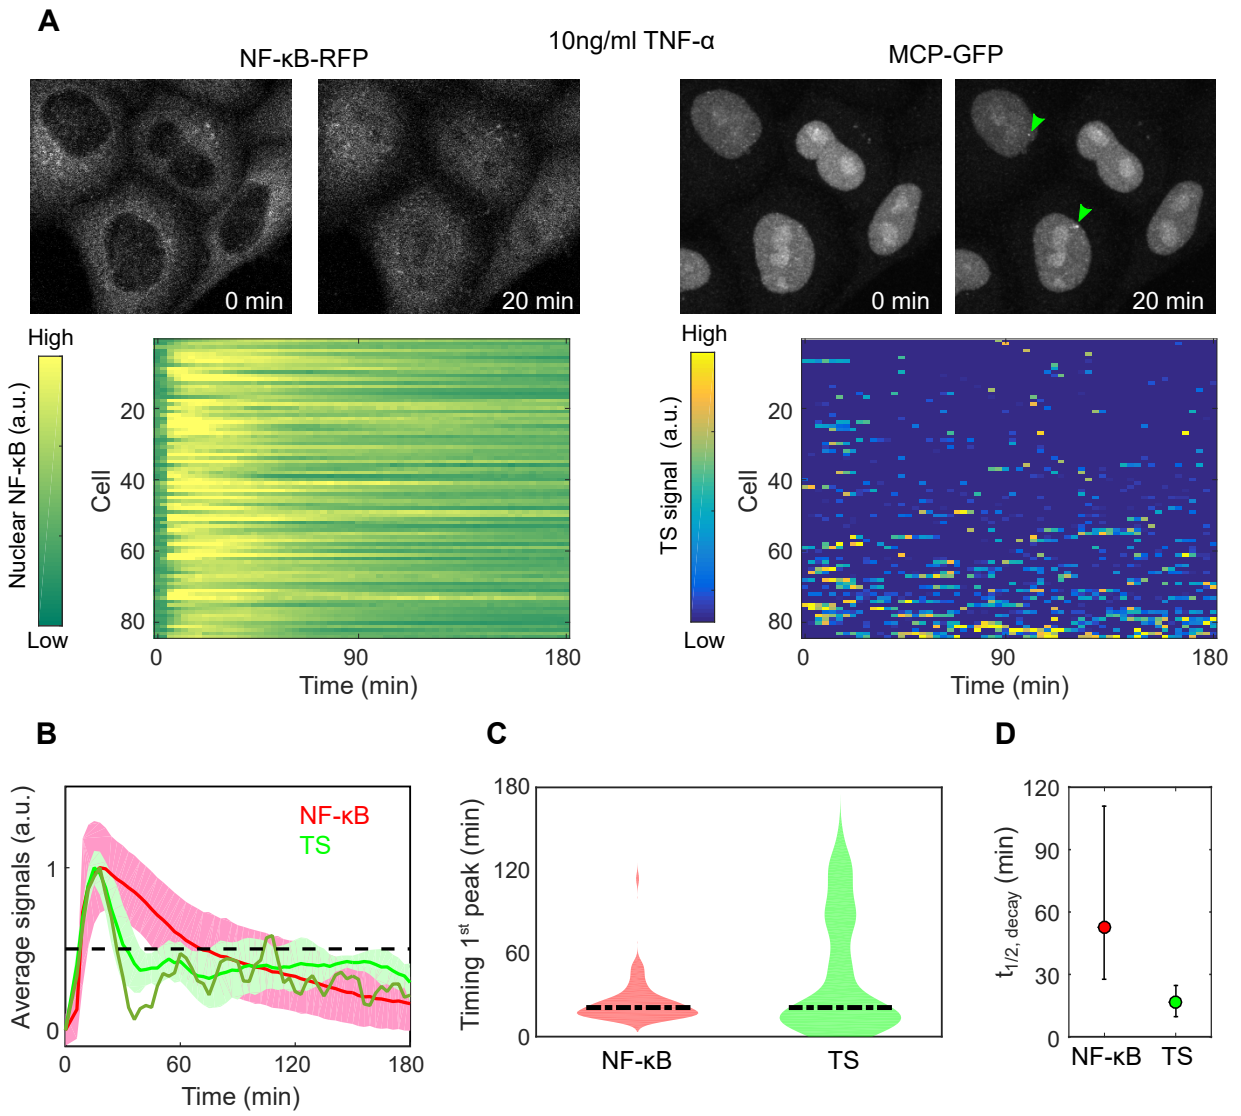 A
10ng/ml TNF-α
NF-κB-RFP
MCP-GFP
0 min
20 min
0 min
20 min
High
Nuclear NF-κB (a.u.)
Low
Cell
20
40
60
80
0
90
180
Time (min)
High
TS signal (a.u.)
Low
Cell
20
40
60
80
0
90
180
Time (min)
B
Average signals (a.u.)
1
0
NF-κB
TS
0
60
120
180
Time (min)
C
Timing 1st peak (min)
180
120
60
0
NF-κB
TS
D
t1/2, decay (min)
120
90
60
30
0
NF-κB
TS